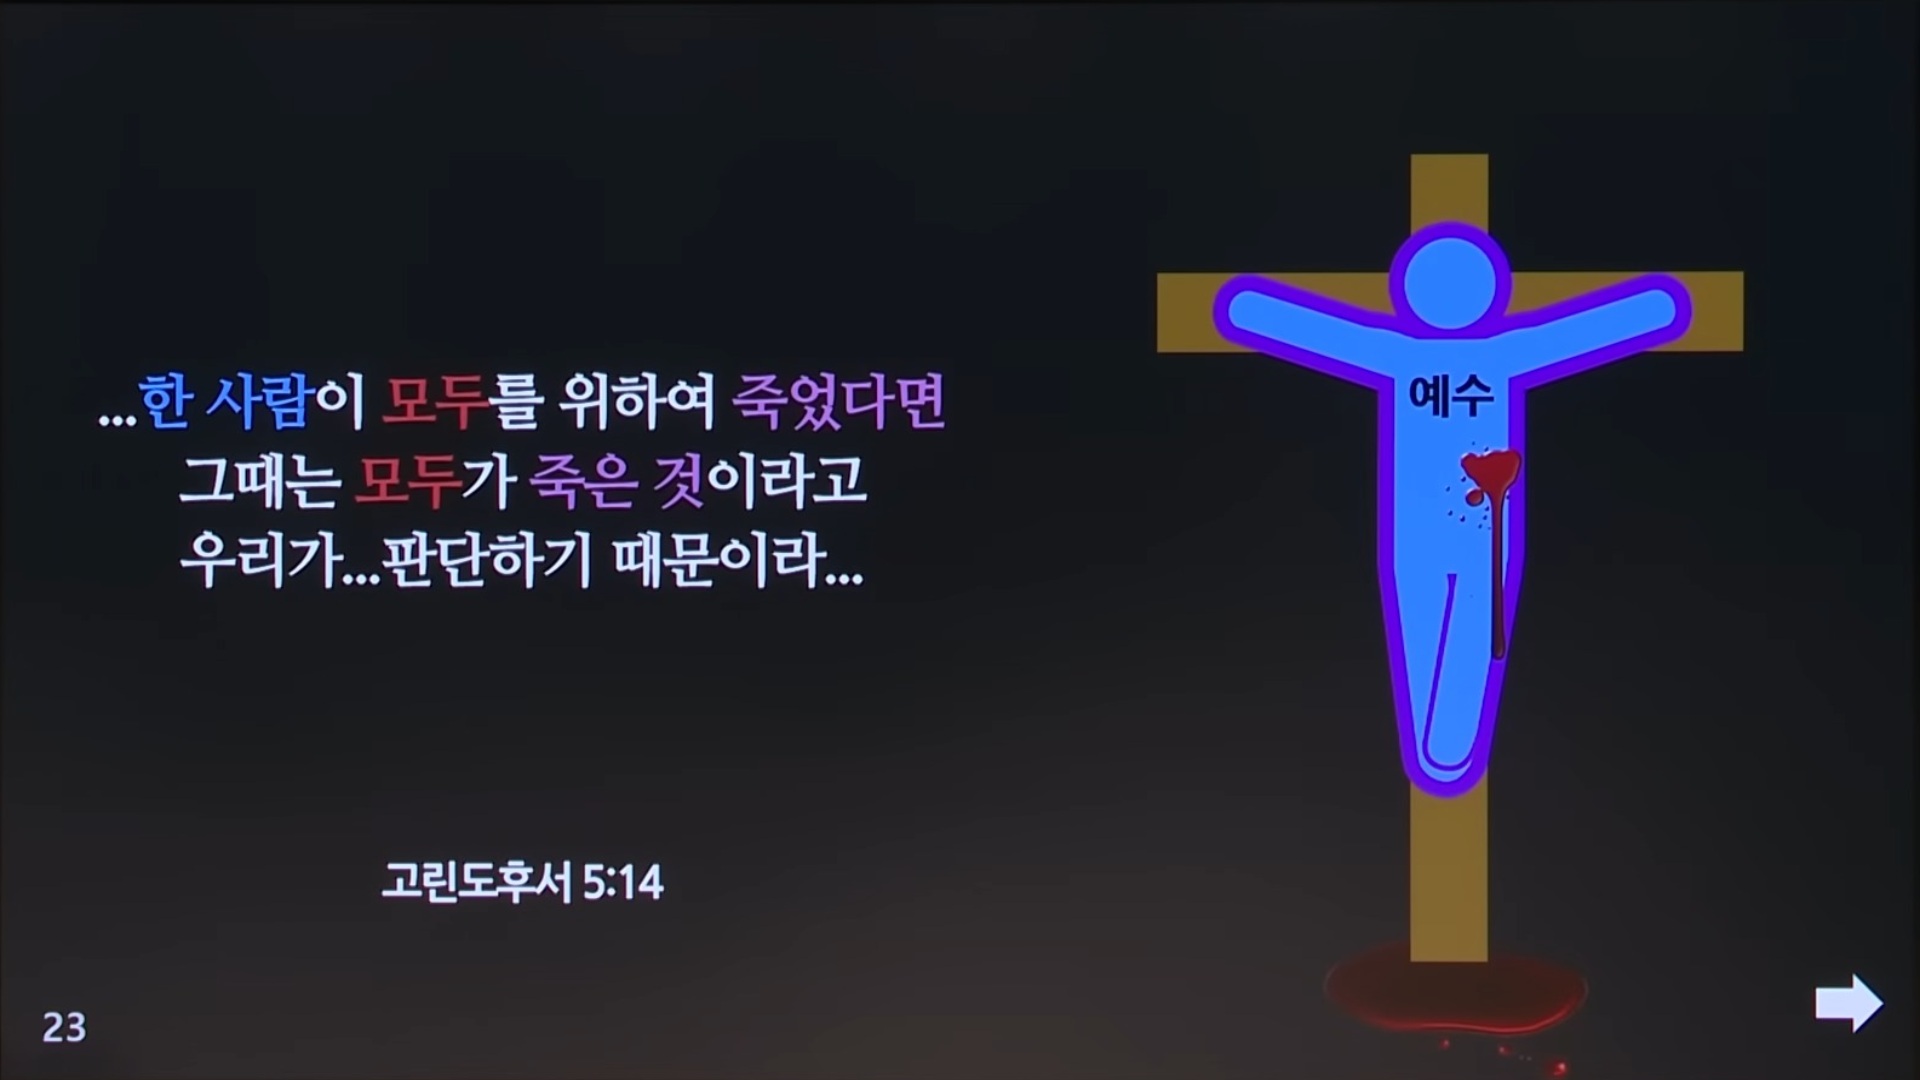 ...한 사람이 모두를 위하여 죽었다면
그때는 모두가 죽은 것이라고
우리가...판단하기 때문이라...
고린도후서 5:14
예수
23